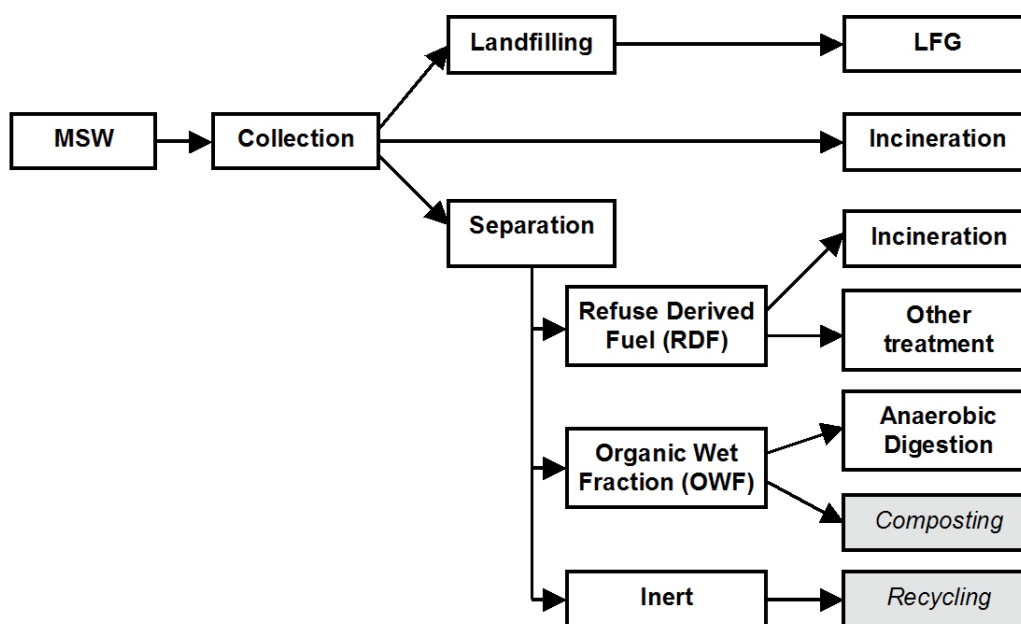 Landfilling
LFG
MSW
Collection
Incineration
Separation
Incineration
Refuse Derived
Fuel (RDF)
Other
treatment
Organic Wet
Fraction (OWF)
Anaerobic
Digestion
Composting
Inert
Recycling